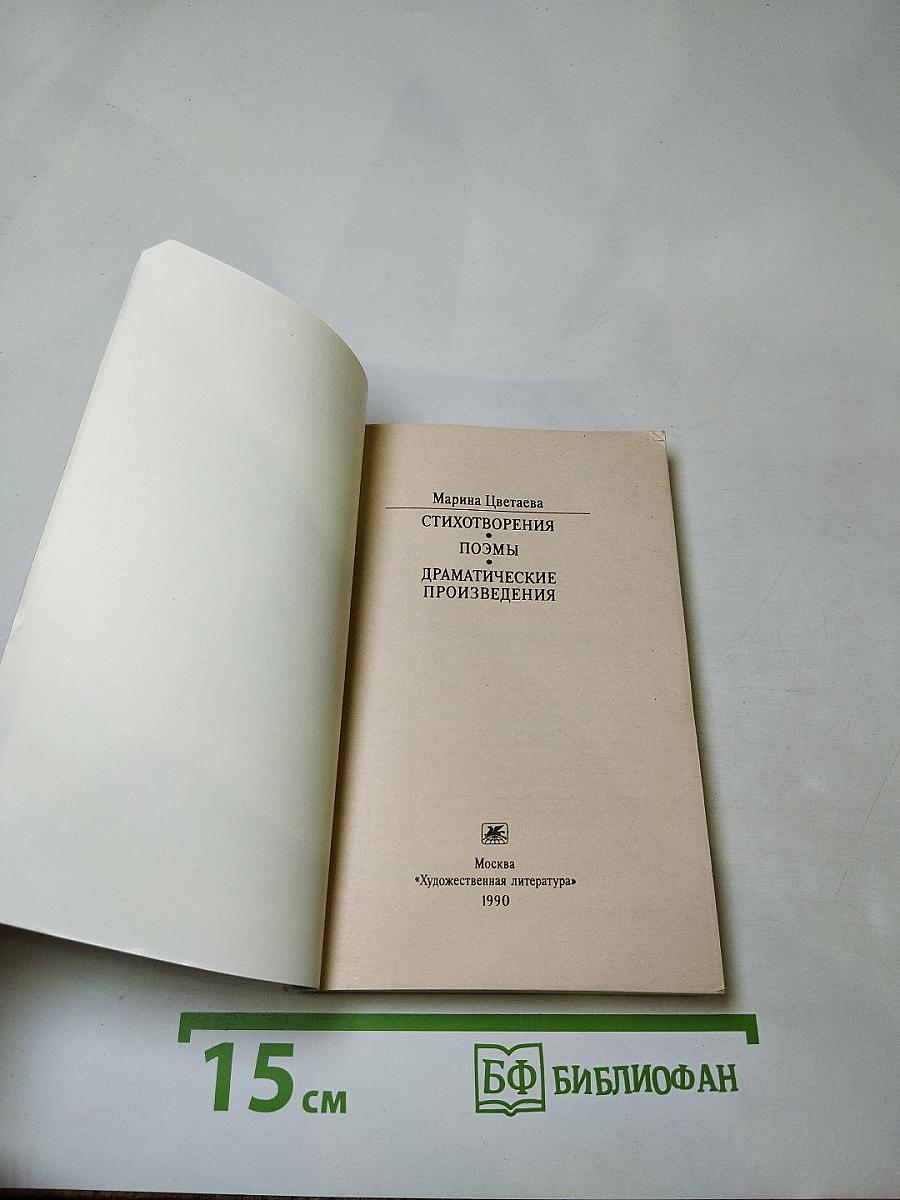 Марина Цветаева
СТИХОТВОРЕНИЯ
•
ПОЭМЫ
•
ДРАМАТИЧЕСКИЕ
ПРОИЗВЕДЕНИЯ
Москва
«Художественная литература»
1990
15 см
БФ БИБЛИОФАН